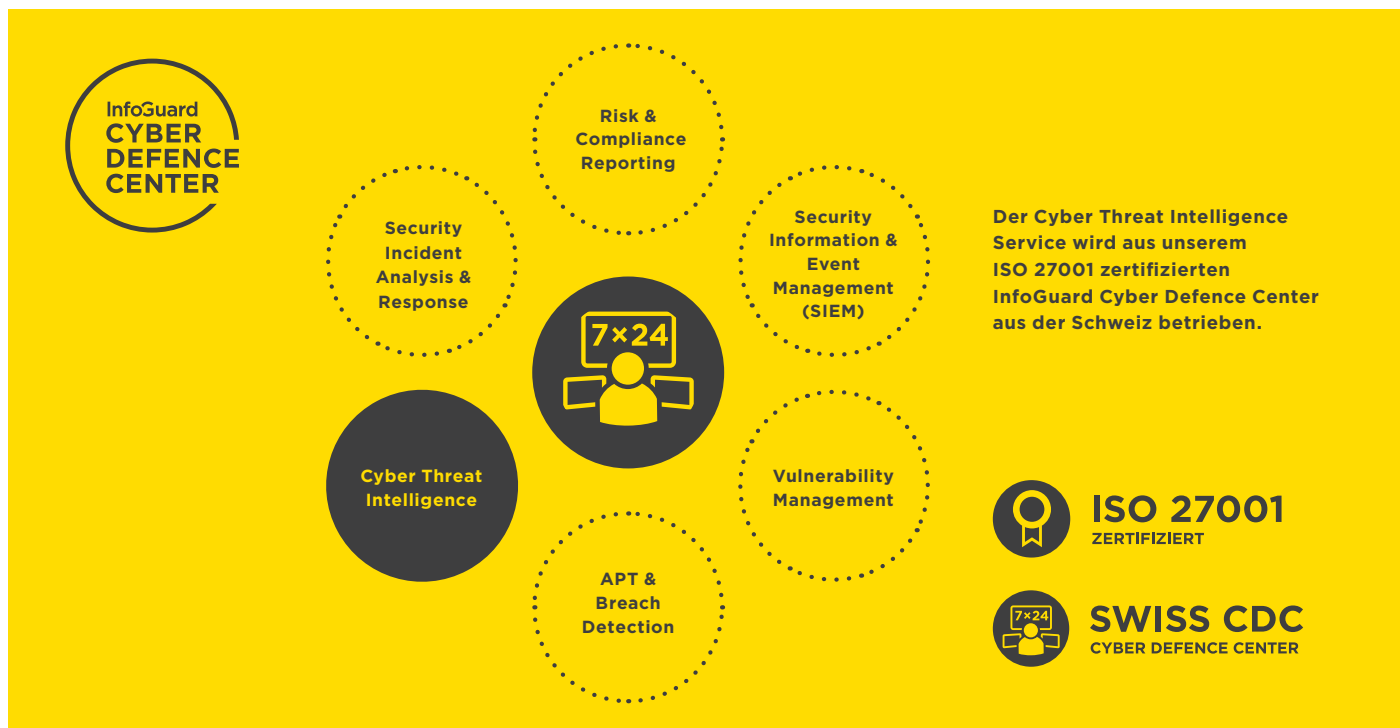 InfoGuard
CYBER
DEFENCE
CENTER
Risk &
Compliance
Reporting
Security
Incident
Analysis &
Response
Security
Information &
Event
Management
(SIEM)
Der Cyber Threat Intelligence
Service wird aus unserem
ISO 27001 zertifizierten
InfoGuard Cyber Defence Center
aus der Schweiz betrieben.
7×24
Cyber Threat
Intelligence
Vulnerability
Management
APT &
Breach
Detection
ISO 27001
ZERTIFIZIERT
7×24
SWISS CDC
CYBER DEFENCE CENTER